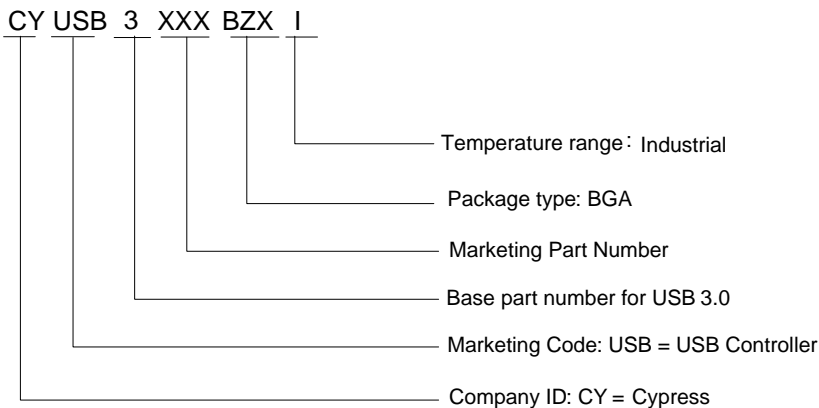 CY USB 3 XXX BZX I
Temperature range: Industrial
Package type: BGA
Marketing Part Number
Base part number for USB 3.0
Marketing Code: USB = USB Controller
Company ID: CY = Cypress